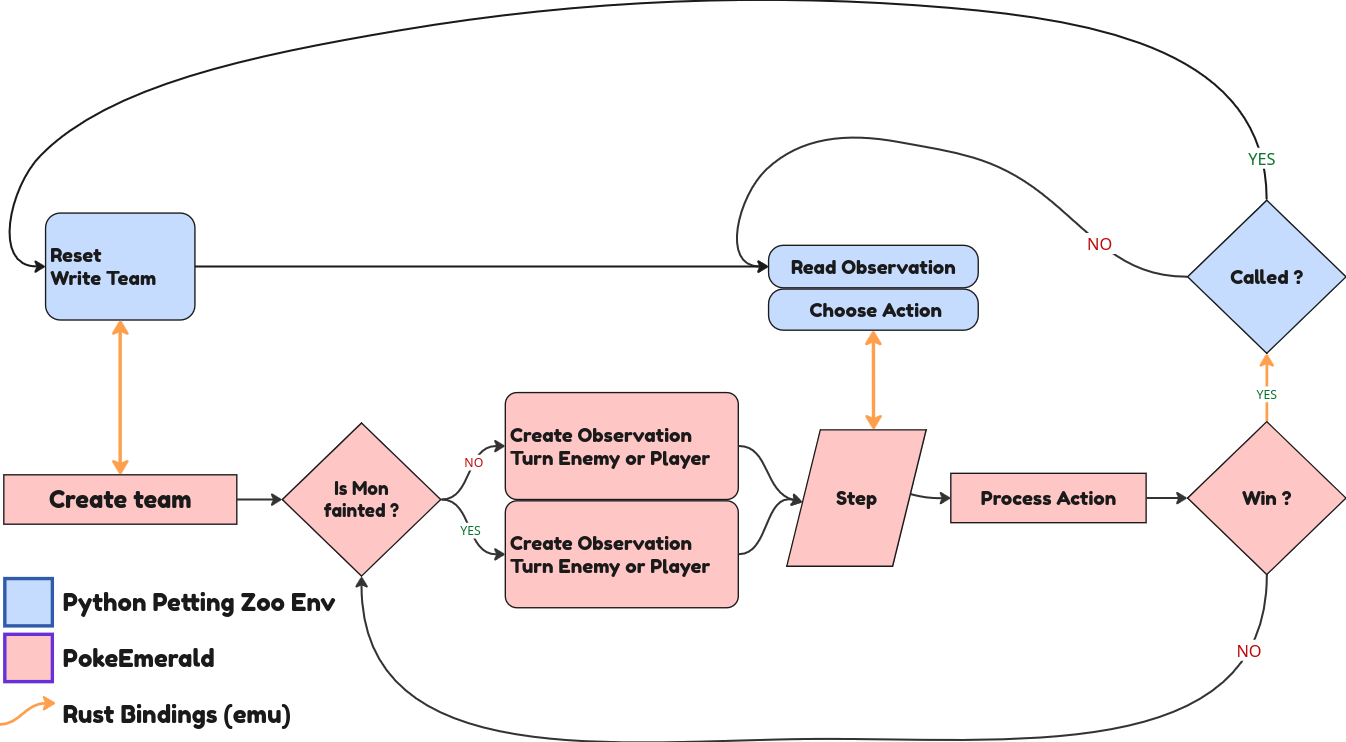 YES
NO
Reset
Write Team
Read Observation
Called ?
Choose Action
YES
Create Observation
Turn Enemy or Player
NO
Create team
Is Mon
fainted ?
Step
Process Action
Win ?
YES
Create Observation
Turn Enemy or Player
Python Petting Zoo Env
PokeEmerald
NO
Rust Bindings (emu)